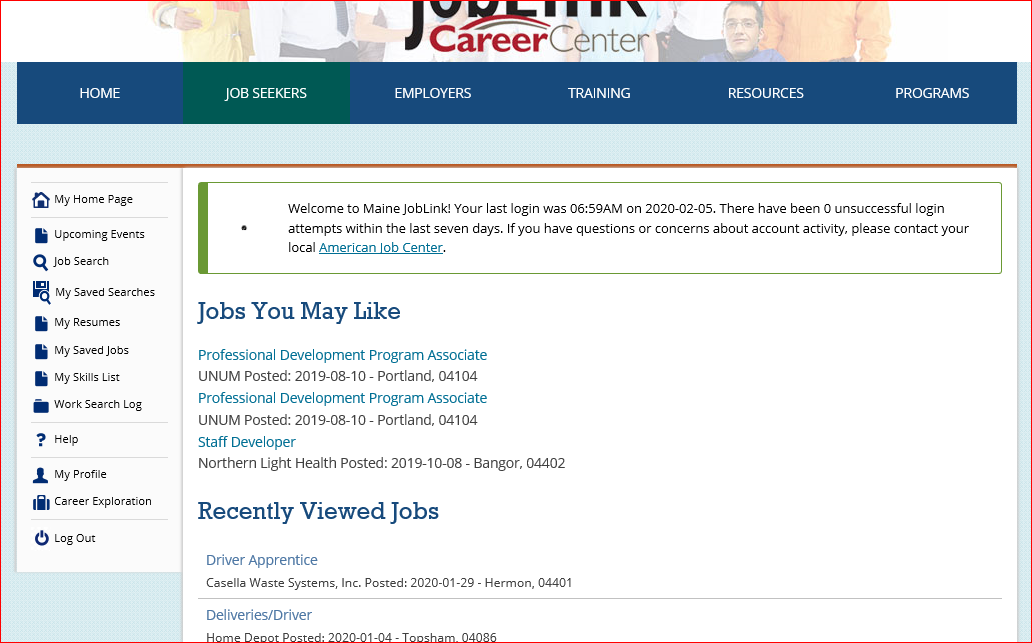 JobLink
CareerCenter
HOME
JOB SEEKERS
EMPLOYERS
TRAINING
RESOURCES
PROGRAMS
My Home Page
Upcoming Events
Job Search
My Saved Searches
My Resumes
My Saved Jobs
My Skills List
Work Search Log
Help
My Profile
Career Exploration
Log Out
Welcome to Maine JobLink! Your last login was 06:59AM on 2020-02-05. There have been 0 unsuccessful login
attempts within the last seven days. If you have questions or concerns about account activity, please contact your
local American Job Center.
Jobs You May Like
Professional Development Program Associate
UNUM Posted: 2019-08-10 - Portland, 04104
Professional Development Program Associate
UNUM Posted: 2019-08-10 - Portland, 04104
Staff Developer
Northern Light Health Posted: 2019-10-08 - Bangor, 04402
Recently Viewed Jobs
Driver Apprentice
Casella Waste Systems, Inc. Posted: 2020-01-29 - Hermon, 04401
Deliveries/Driver
Home Depot Posted: 2020-01-04 - Topsham, 04086